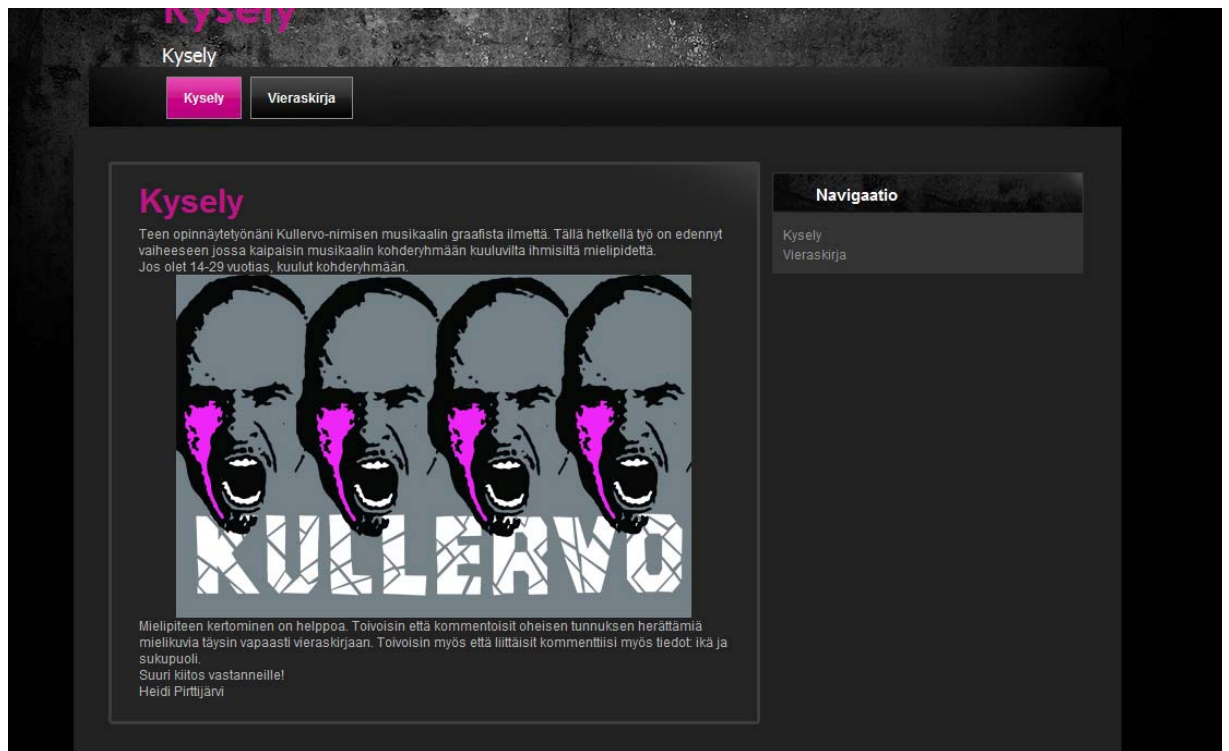 Kysely
Kysely
Kysely
Vieraskirja
Kysely
Navigaatio
Teen opinnäytetyönäni Kullervo-nimisen musikaalin graafista ilmettä. Tällä hetkellä työ on edennyt
vaiheeseen jossa kaipaisin musikaalin kohderyhmään kuuluvilta ihmisiltä mielipidettä.
Jos olet 14-29 vuotias, kuulut kohderyhmään.
Kysely
Vieraskirja
KULLERVO
Mielipiteen kertominen on helppoa. Toivoisin että kommentoisit oheisen tunnuksen herättämiä
mielikuvia täysin vapaasti vieraskirjaan. Toivoisin myös että liittäisit kommenttiisi myös tiedot: ikä ja
sukupuoli.
Suuri kiitos vastanneille!
Heidi Pirttijärvi